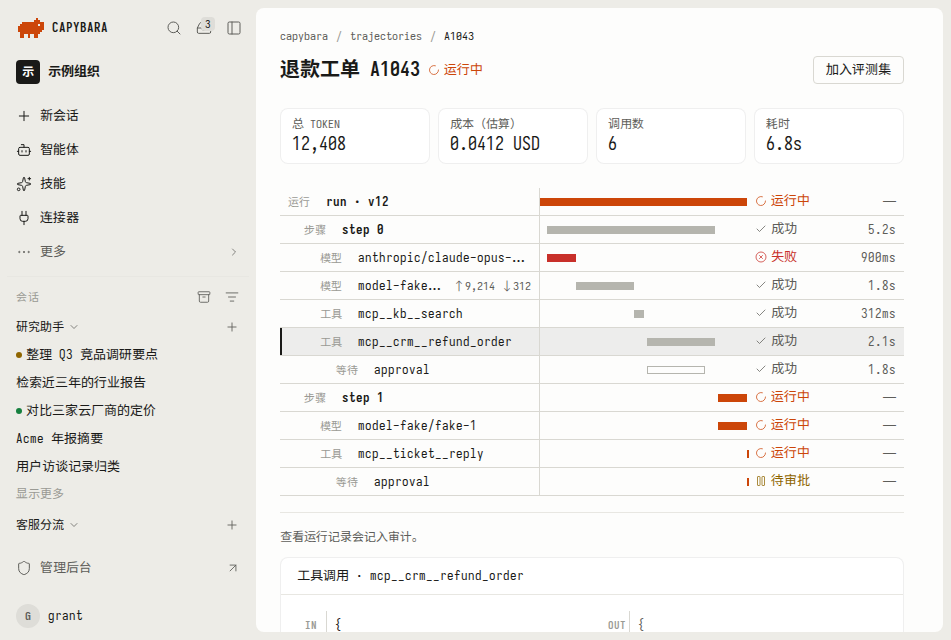 CAPYBARA
3
示 示例组织
新会话
智能体
技能
连接器
更多
会话
研究助手
整理 Q3 竞品调研要点
检索近三年的行业报告
对比三家云厂商的定价
Acme 年报摘要
用户访谈记录归类
显示更多
客服分流
管理后台
G grant
capybara / trajectories / A1043
退款工单 A1043 运行中
加入评测集
总 TOKEN
12,408
成本（估算）
0.0412 USD
调用数
6
耗时
6.8s
运行 run · v12 运行中 —
步骤 step 0 成功 5.2s
模型 anthropic/claude-opus-… 失败 900ms
模型 model-fake… ↑9,214 ↓312 成功 1.8s
工具 mcp__kb__search 成功 312ms
工具 mcp__crm__refund_order 成功 2.1s
等待 approval 成功 1.8s
步骤 step 1 运行中 —
模型 model-fake/fake-1 运行中 —
工具 mcp__ticket__reply 运行中 —
等待 approval 待审批 —
查看运行记录会记入审计。
工具调用 · mcp__crm__refund_order
IN {
OUT {